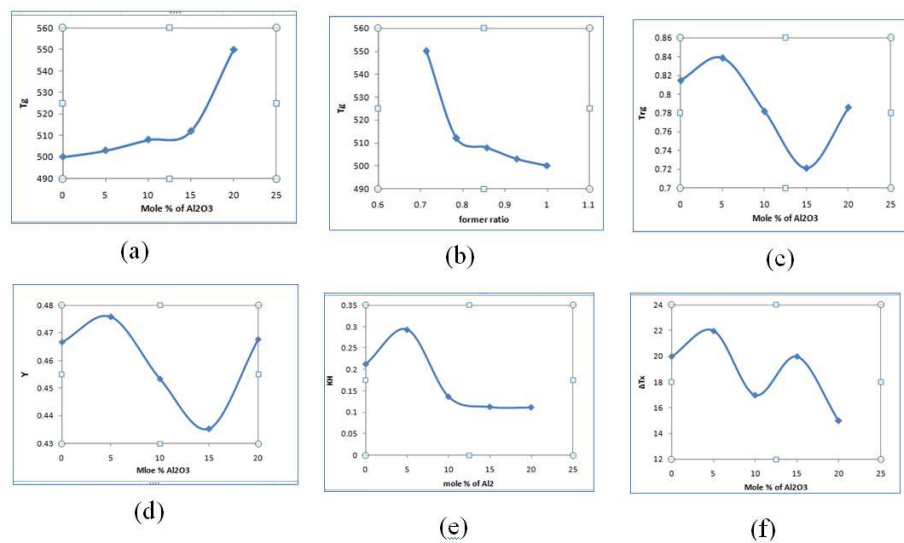 560
550
540
530
520
510
500
490
Tg
0 5 10 15 20 25
Mole % of Al2O3
(a)
560
550
540
530
520
510
500
490
Tg
0.6 0.7 0.8 0.9 1 1.1
former ratio
(b)
0.86
0.84
0.82
0.8
0.78
0.76
0.74
0.72
0.7
Trg
0 5 10 15 20 25
Mole % of Al2O3
(c)
0.48
0.47
0.46
0.45
0.44
0.43
Y
0 5 10 15 20
Mloe % Al2O3
(d)
0.35
0.3
0.25
0.2
0.15
0.1
0.05
0
KH
0 5 10 15 20 25
mole % of Al2
(e)
24
22
20
18
16
14
12
ΔTx
0 5 10 15 20 25
Mole % of Al2O3
(f)